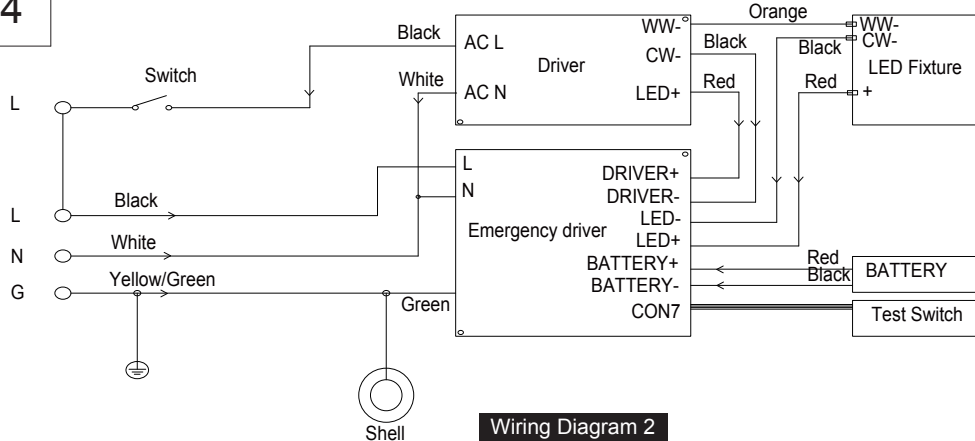 4
Switch
L
L
N
G
Black
White
Yellow/Green
Black
White
Green
Shell
AC L
AC N
Driver
WW-
CW-
LED+
L
N
Emergency driver
DRIVER+
DRIVER-
LED-
LED+
BATTERY+
BATTERY-
CON7
Orange
Black
Red
Black
Red
WW-
CW-
+
LED Fixture
Red
Black
BATTERY
Test Switch
Wiring Diagram 2